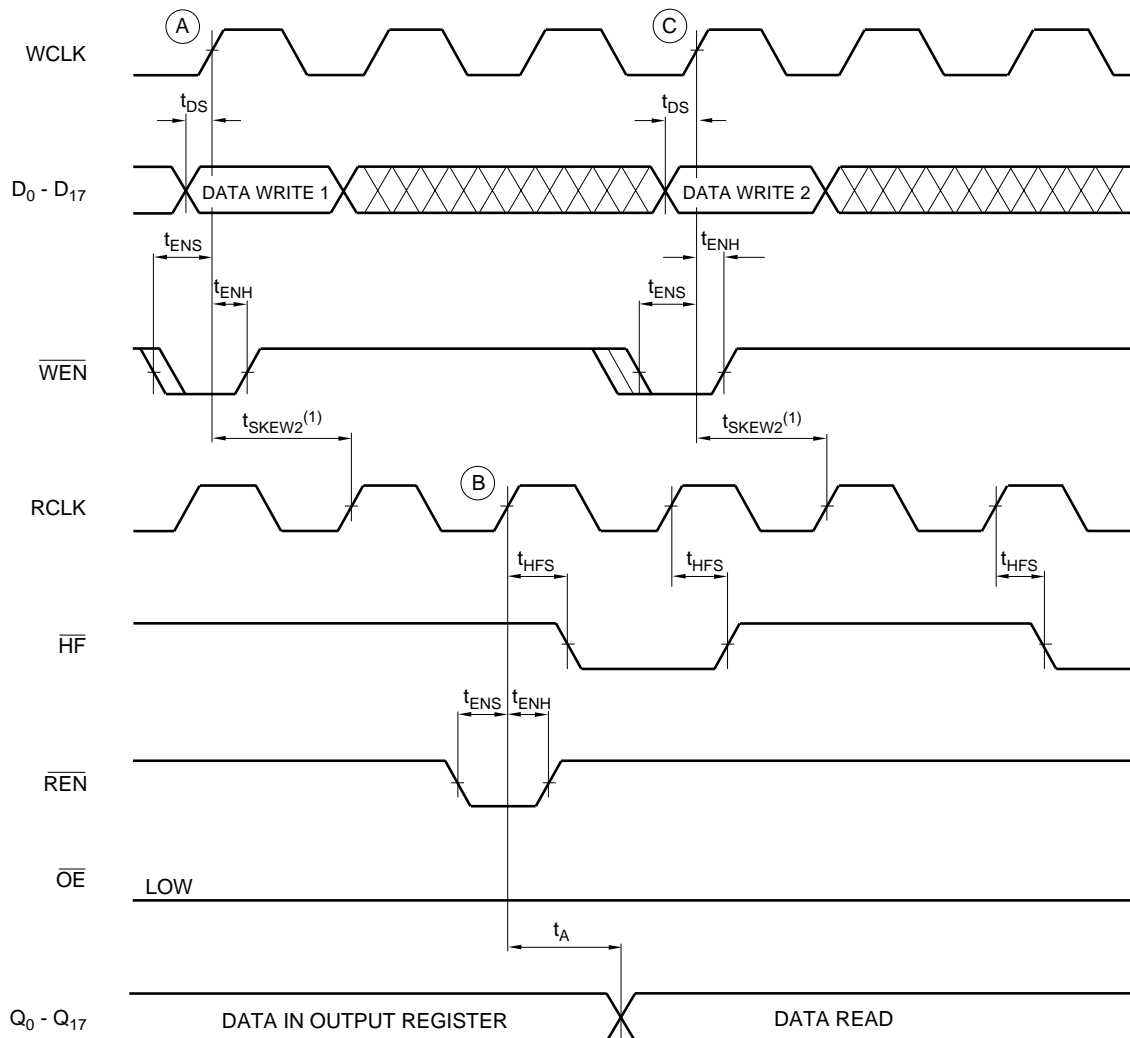 A
C
WCLK
tDS
tDS
D0 - D17
DATA WRITE 1
DATA WRITE 2
tENS
tENH
tENH
tENS
WEN
tSKEW2(1)
tSKEW2(1)
B
RCLK
tHFS
tHFS
tHFS
HF
tENS
tENH
REN
OE
LOW
tA
Q0 - Q17
DATA IN OUTPUT REGISTER
DATA READ